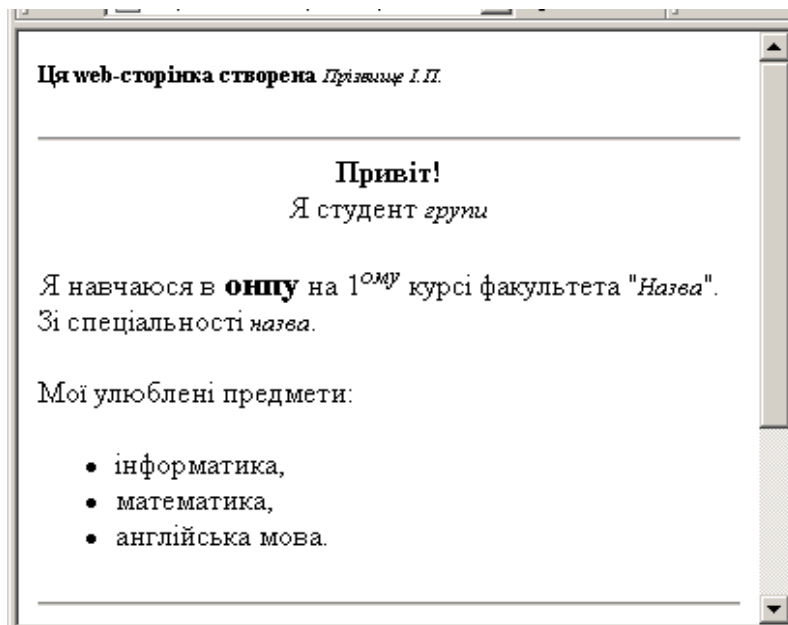 Ця web-сторінка створена Прізвище І.П.
Привіт!
Я студент групи
Я навчаюся в онпу на 1ому курсі факультета "Назва".
Зі спеціальності назва.
Мої улюблені предмети:
• інформатика,
• математика,
• англійська мова.